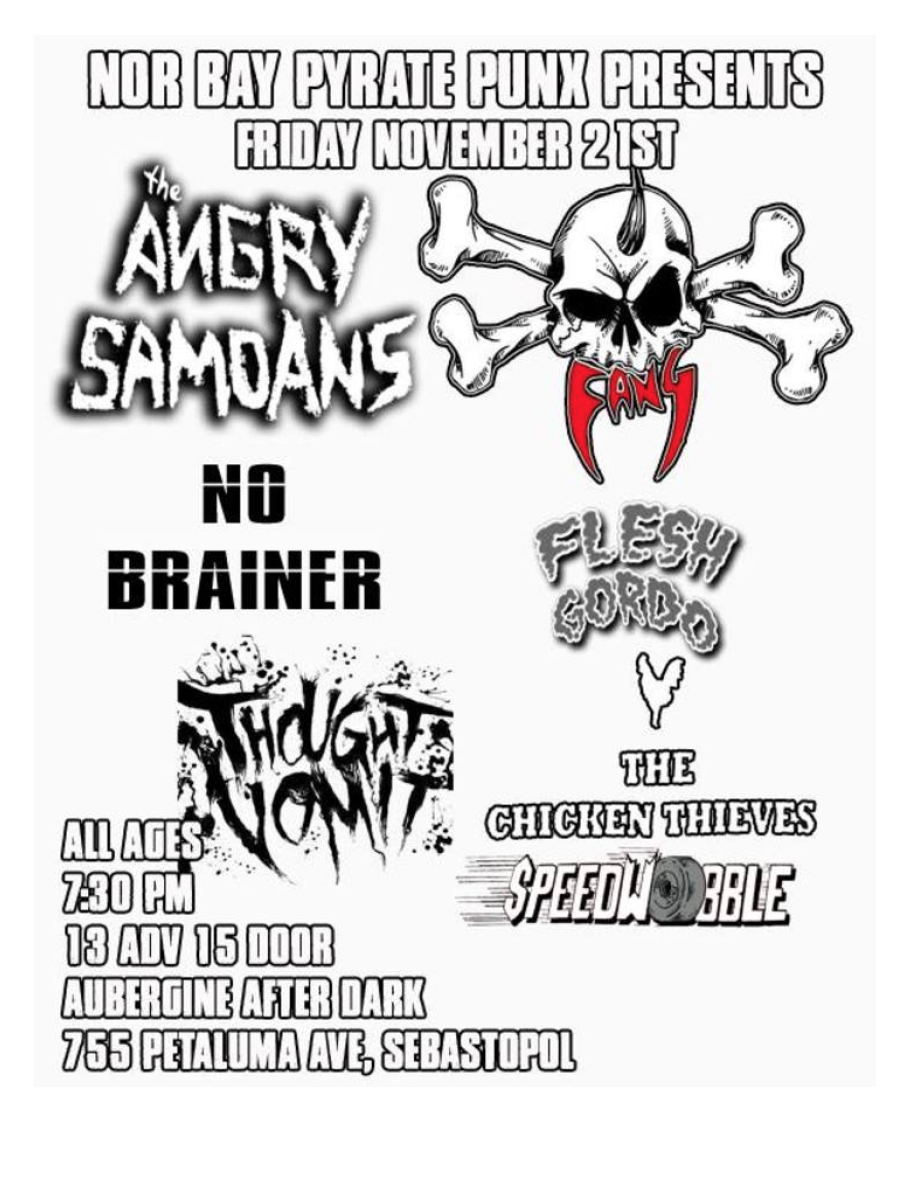 NOR BAY PYRATE PUNX PRESENTS
FRIDAY NOVEMBER 21ST
the
ANGRY
SAMOANS
FANG
NO
BRAINER
FLESH
GORDO
THOUGHT
VOMIT
THE
CHICKEN THIEVES
SPEEDWOBBLE
ALL AGES
7:30 PM
13 ADV 15 DOOR
AUBERGINE AFTER DARK
755 PETALUMA AVE, SEBASTOPOL